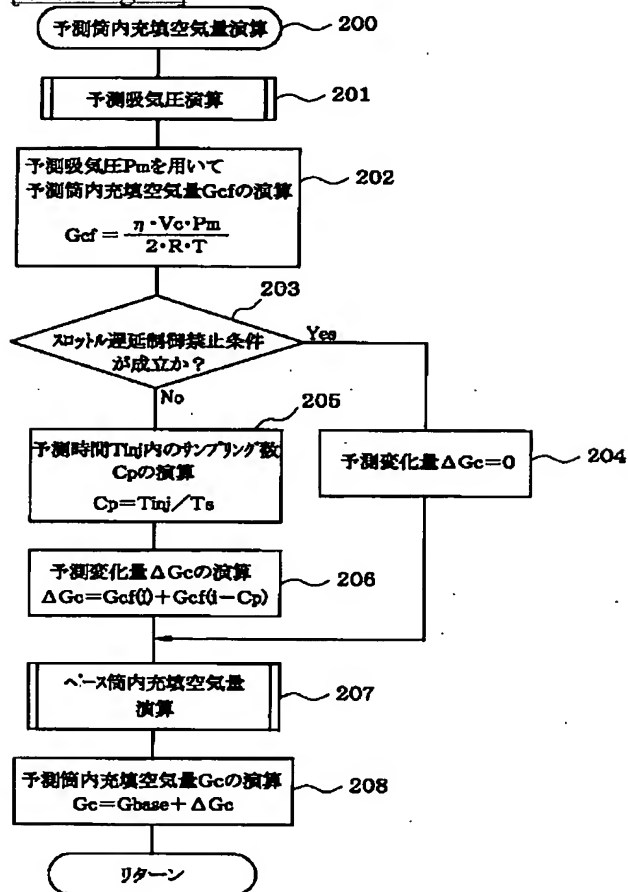 予測筒内充填空気量演算
200
予測吸気圧演算
201
予測吸気圧Pmを用いて
予測筒内充填空気量Gcfの演算
Gcf = η・Vc・Pm / 2・R・T
202
203
スロットル遅延制御禁止条件
が成立か?
Yes
No
205
予測時間Tinj内のサンプリング数
Cpの演算
Cp=Tinj/Ts
予測変化量ΔGc=0
204
予測変化量ΔGcの演算
ΔGc=Gcf(i)+Gcf(i-Cp)
206
ベース筒内充填空気量
演算
207
予測筒内充填空気量Gcの演算
Gc=Gbase+ΔGc
208
リターン